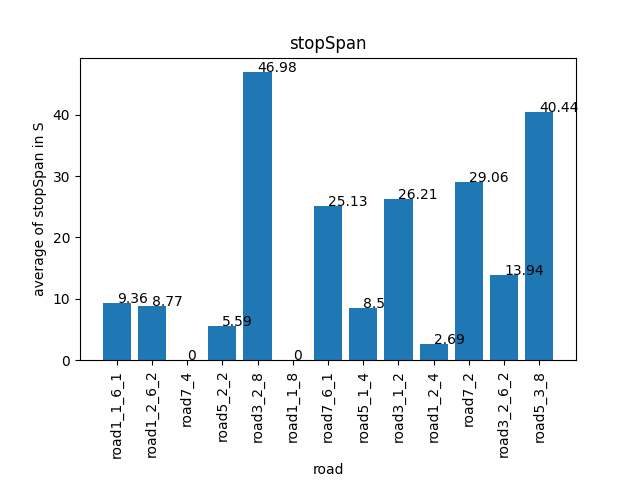 stopSpan
average of stopSpan in S
40
30
20
10
0
9.36
8.77
0
5.59
46.98
0
25.13
8.5
26.21
2.69
29.06
13.94
40.44
road1_1_6_1
road1_2_6_2
road7_4
road5_2_2
road3_2_8
road1_1_8
road7_6_1
road5_1_4
road3_1_2
road1_2_4
road7_2
road3_2_6_2
road5_3_8
road